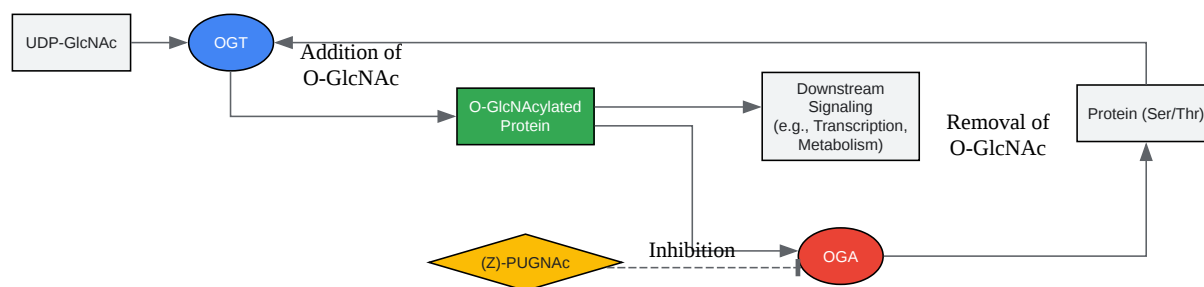 UDP-GlcNAc
OGT
Addition of
O-GlcNAc
O-GlcNAcylated
Protein
Downstream
Signaling
(e.g., Transcription,
Metabolism)
Removal of
O-GlcNAc
Protein (Ser/Thr)
(Z)-PUGNAc
Inhibition
OGA